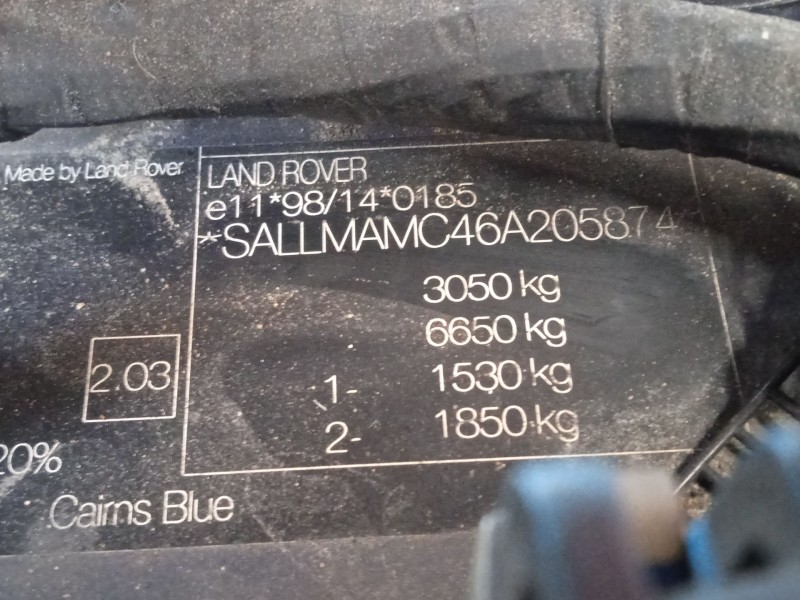 Made by Land Rover
LAND ROVER
e11*98/14*0185
*SALLMAMC46A205874*
3050 kg
6650 kg
2.03
1- 1530 kg
2- 1850 kg
20%
Cairns Blue